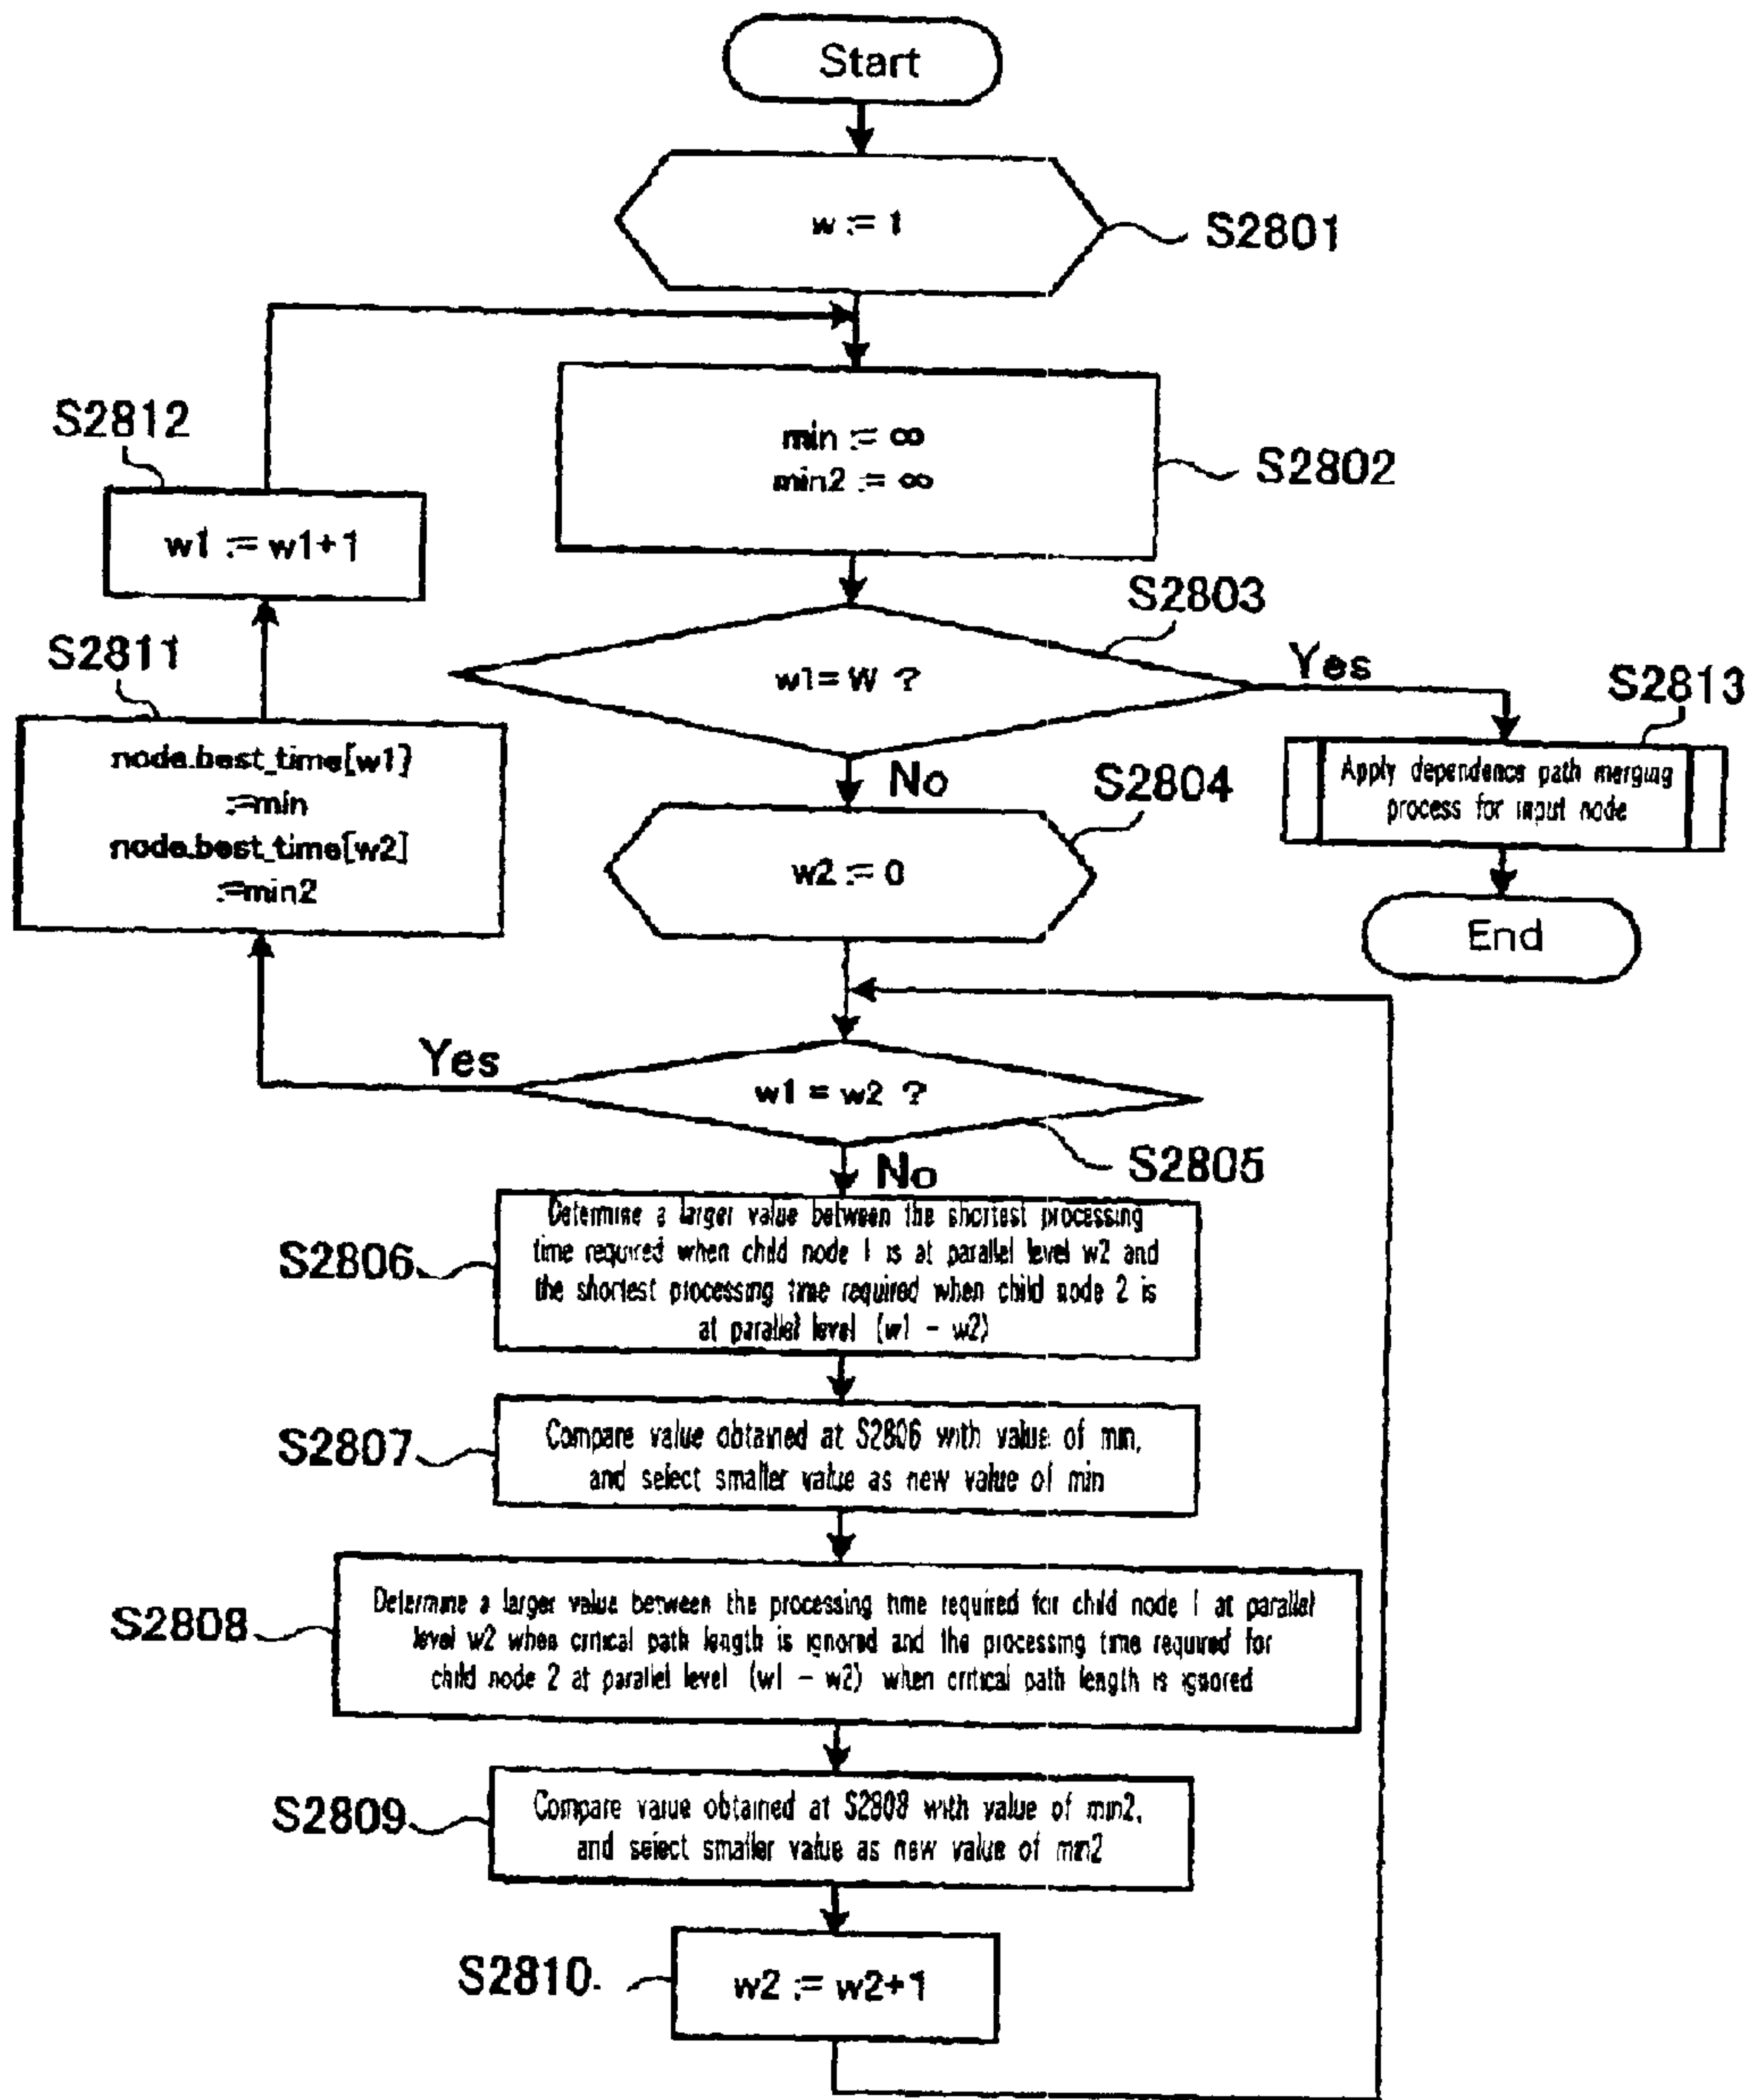 Start
w := 1
S2801
min := ∞
min2 := ∞
S2802
S2812
w1 := w1+1
S2803
w1= W ?
Yes
S2813
Apply dependence path merging
process for input node
End
No
S2804
w2 := 0
S2811
node.best_time[w1]
:=min
node.best_time[w2]
:=min2
Yes
w1 = w2 ?
S2805
No
S2806
Determine a larger value between the shortest processing
time required when child node 1 is at parallel level w2 and
the shortest processing time required when child node 2 is
at parallel level (w1 - w2)
S2807
Compare value obtained at S2806 with value of min,
and select smaller value as new value of min
S2808
Determine a larger value between the processing time required for child node 1 at parallel
level w2 when critical path length is ignored and the processing time required for
child node 2 at parallel level (w1 - w2) when critical path length is ignored
S2809
Compare value obtained at S2808 with value of min2,
and select smaller value as new value of min2
S2810
w2 := w2+1